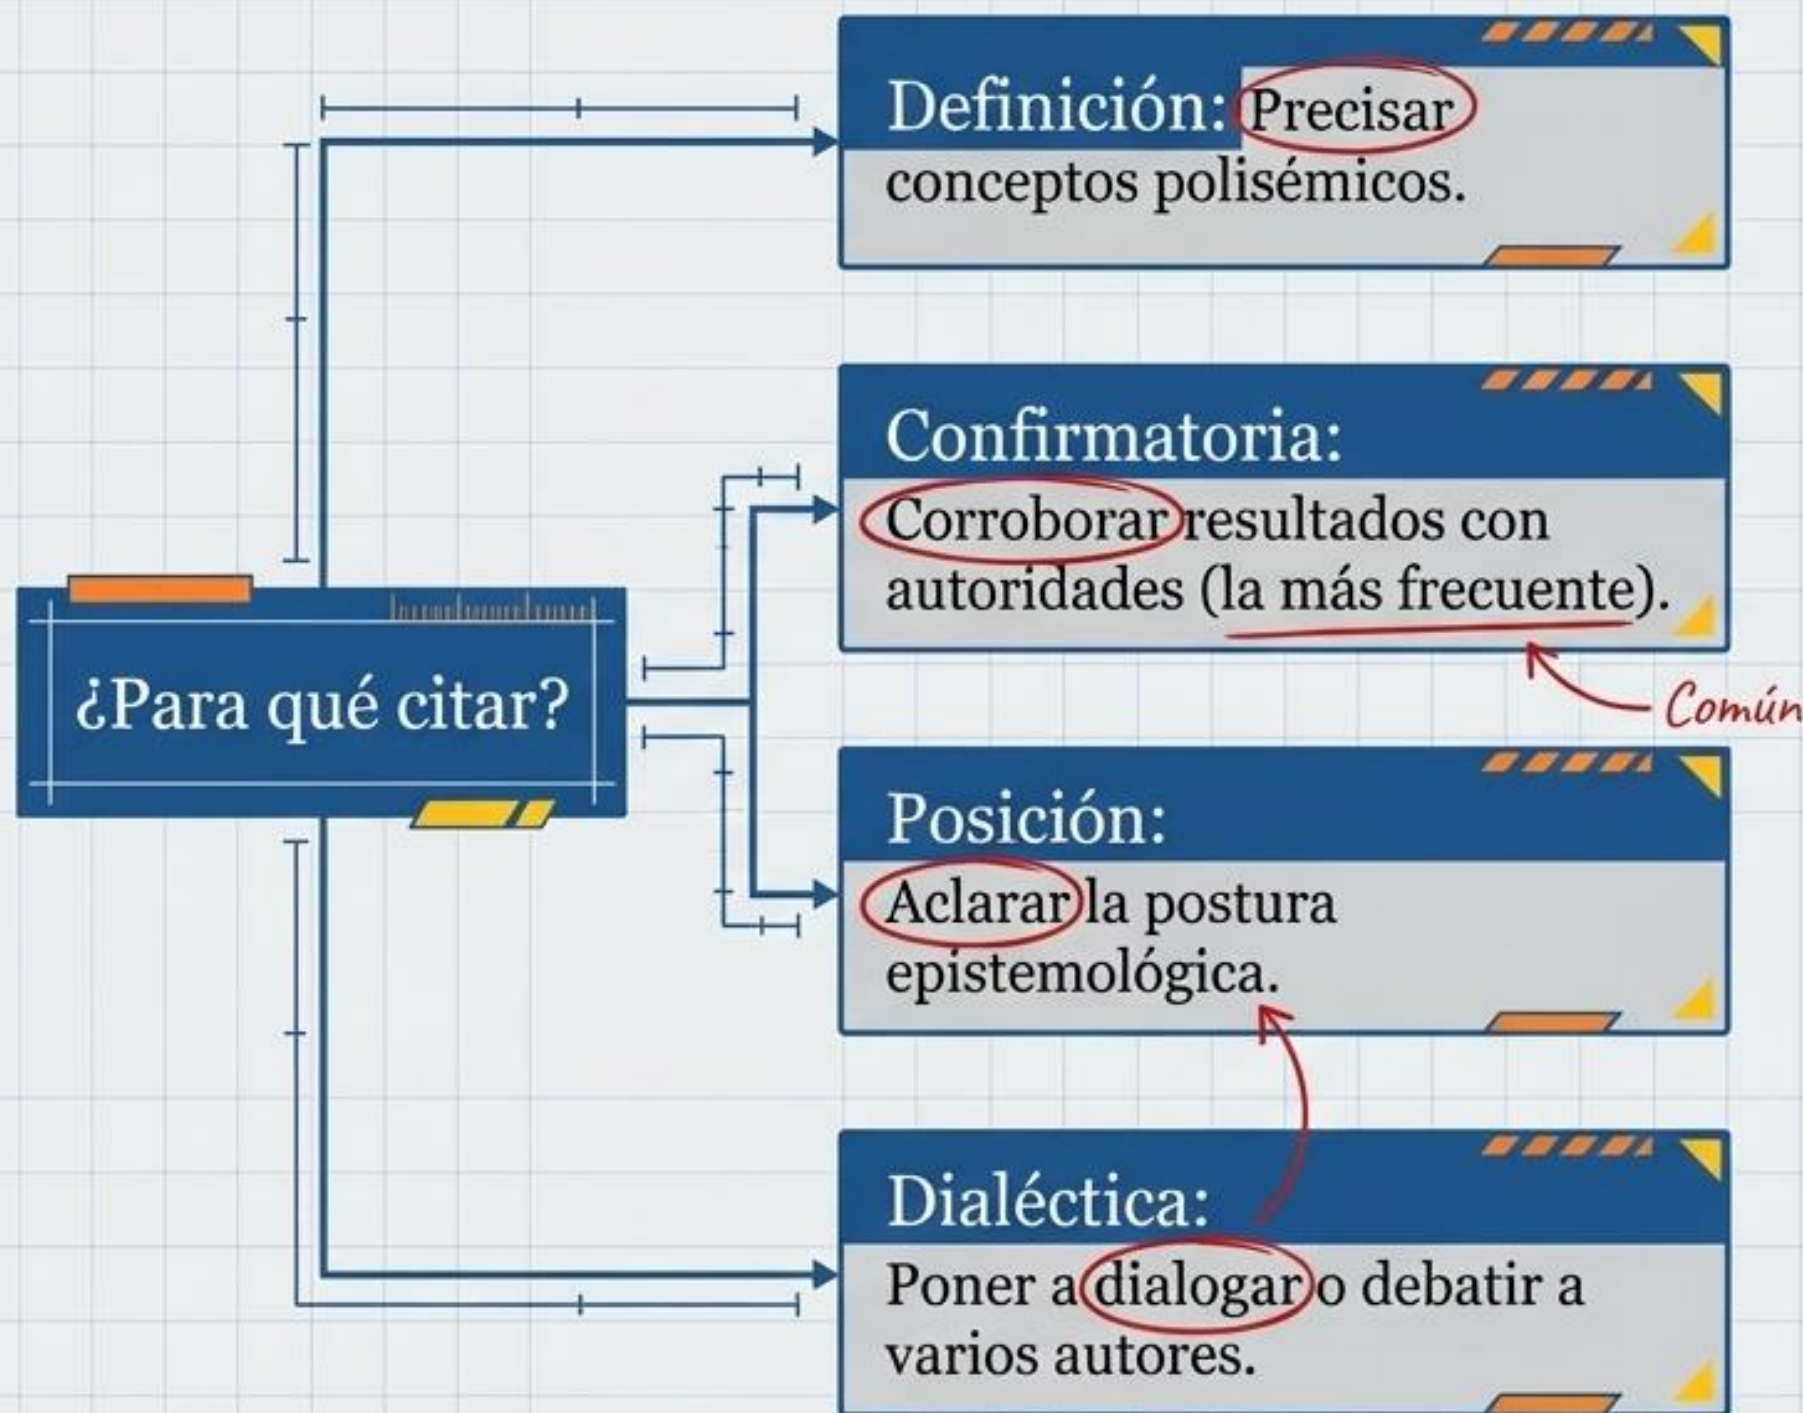 Definición: Precisar
conceptos polisémicos.
Confirmatoria:
Corroborar resultados con
autoridades (la más frecuente).
Común
¿Para qué citar?
Posición:
Aclarar la postura
epistemológica.
Dialéctica:
Poner a dialogar o debatir a
varios autores.